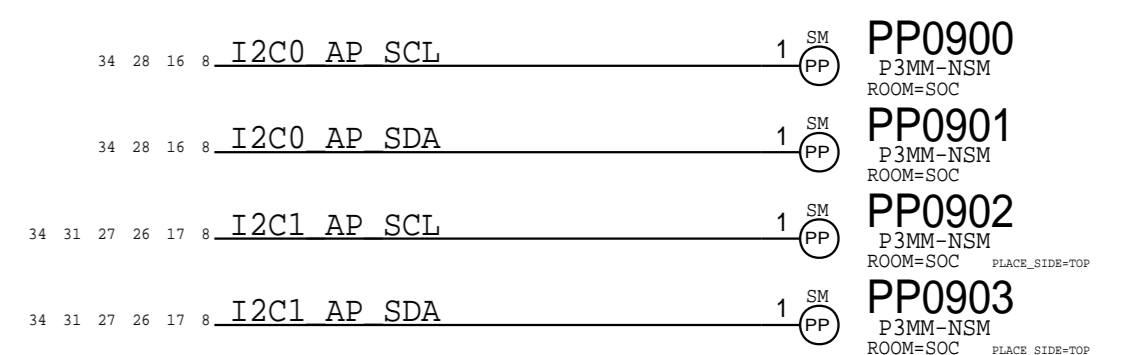 34 28 16 8 I2C0_AP_SCL 1 SM PP PP0900
P3MM-NSM
ROOM=SOC
34 28 16 8 I2C0_AP_SDA 1 SM PP PP0901
P3MM-NSM
ROOM=SOC
34 31 27 26 17 8 I2C1_AP_SCL 1 SM PP PP0902
P3MM-NSM
ROOM=SOC PLACE_SIDE=TOP
34 31 27 26 17 8 I2C1_AP_SDA 1 SM PP PP0903
P3MM-NSM
ROOM=SOC PLACE_SIDE=TOP